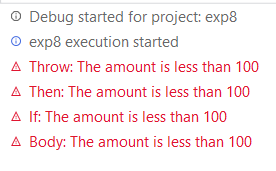 Debug started for project: exp8
exp8 execution started
Throw: The amount is less than 100
Then: The amount is less than 100
If: The amount is less than 100
Body: The amount is less than 100